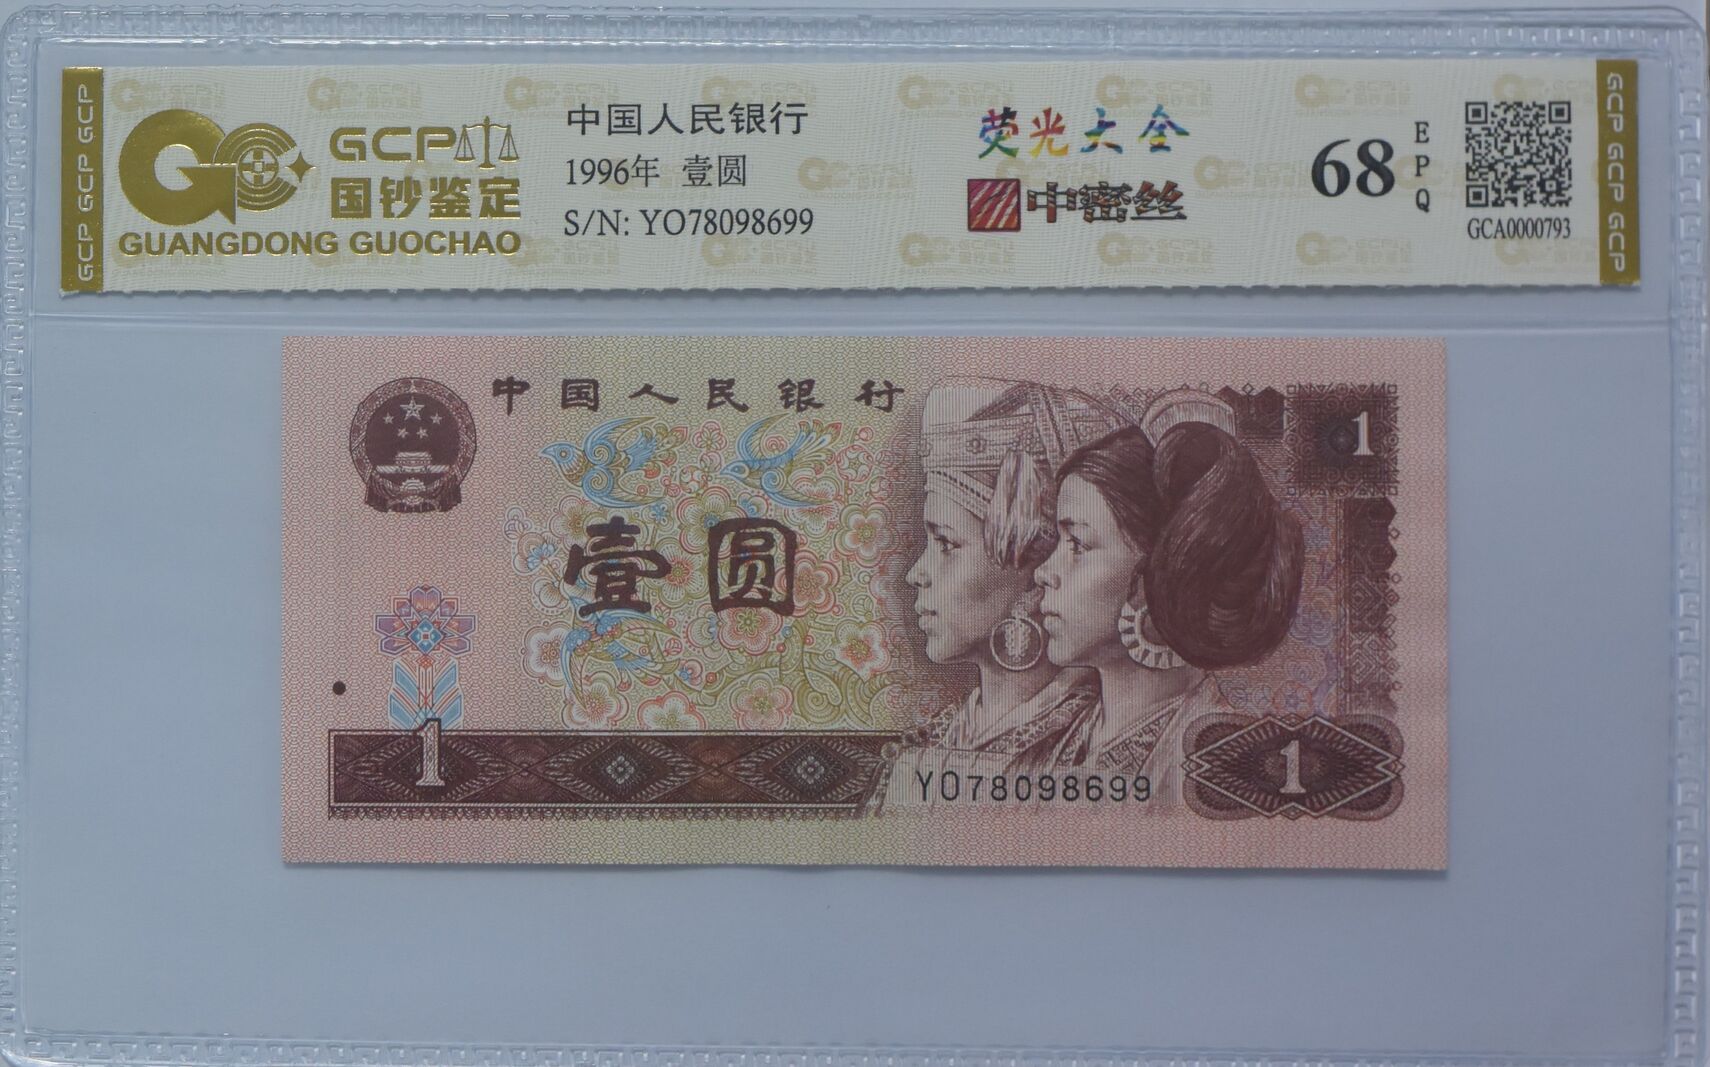 GCP GCP GCP
GCP
国钞鉴定
GUANGDONG GUOCHAO
中国人民银行
1996年 壹圆
S/N: YO78098699
荧光大全
中密丝
68
EPQ
GCA0000793
GCP GCP GCP
中国人民银行
1
壹圆
1
YO78098699
1